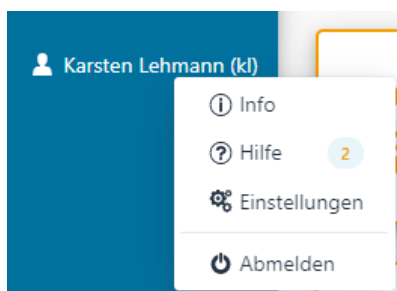 Karsten Lehmann (kl)
Info
Hilfe 2
Einstellungen
Abmelden